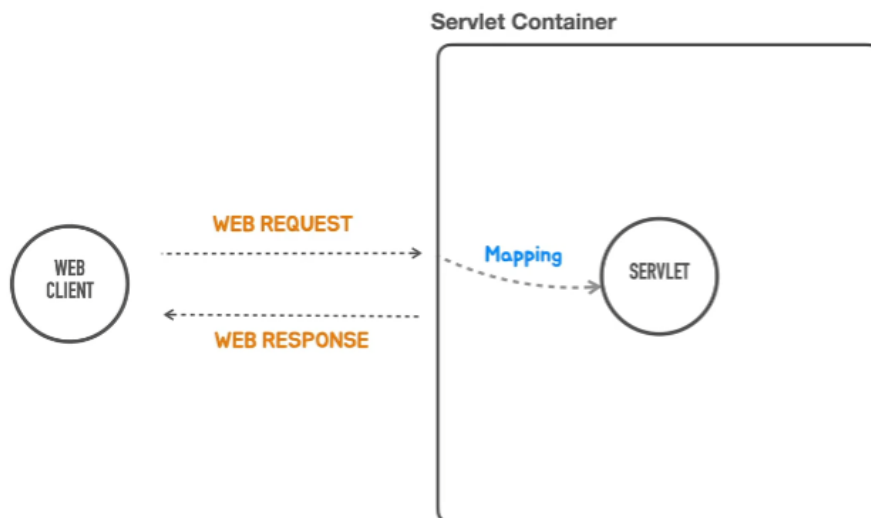 Servlet Container
WEB REQUEST
WEB
CLIENT
Mapping
SERVLET
WEB RESPONSE